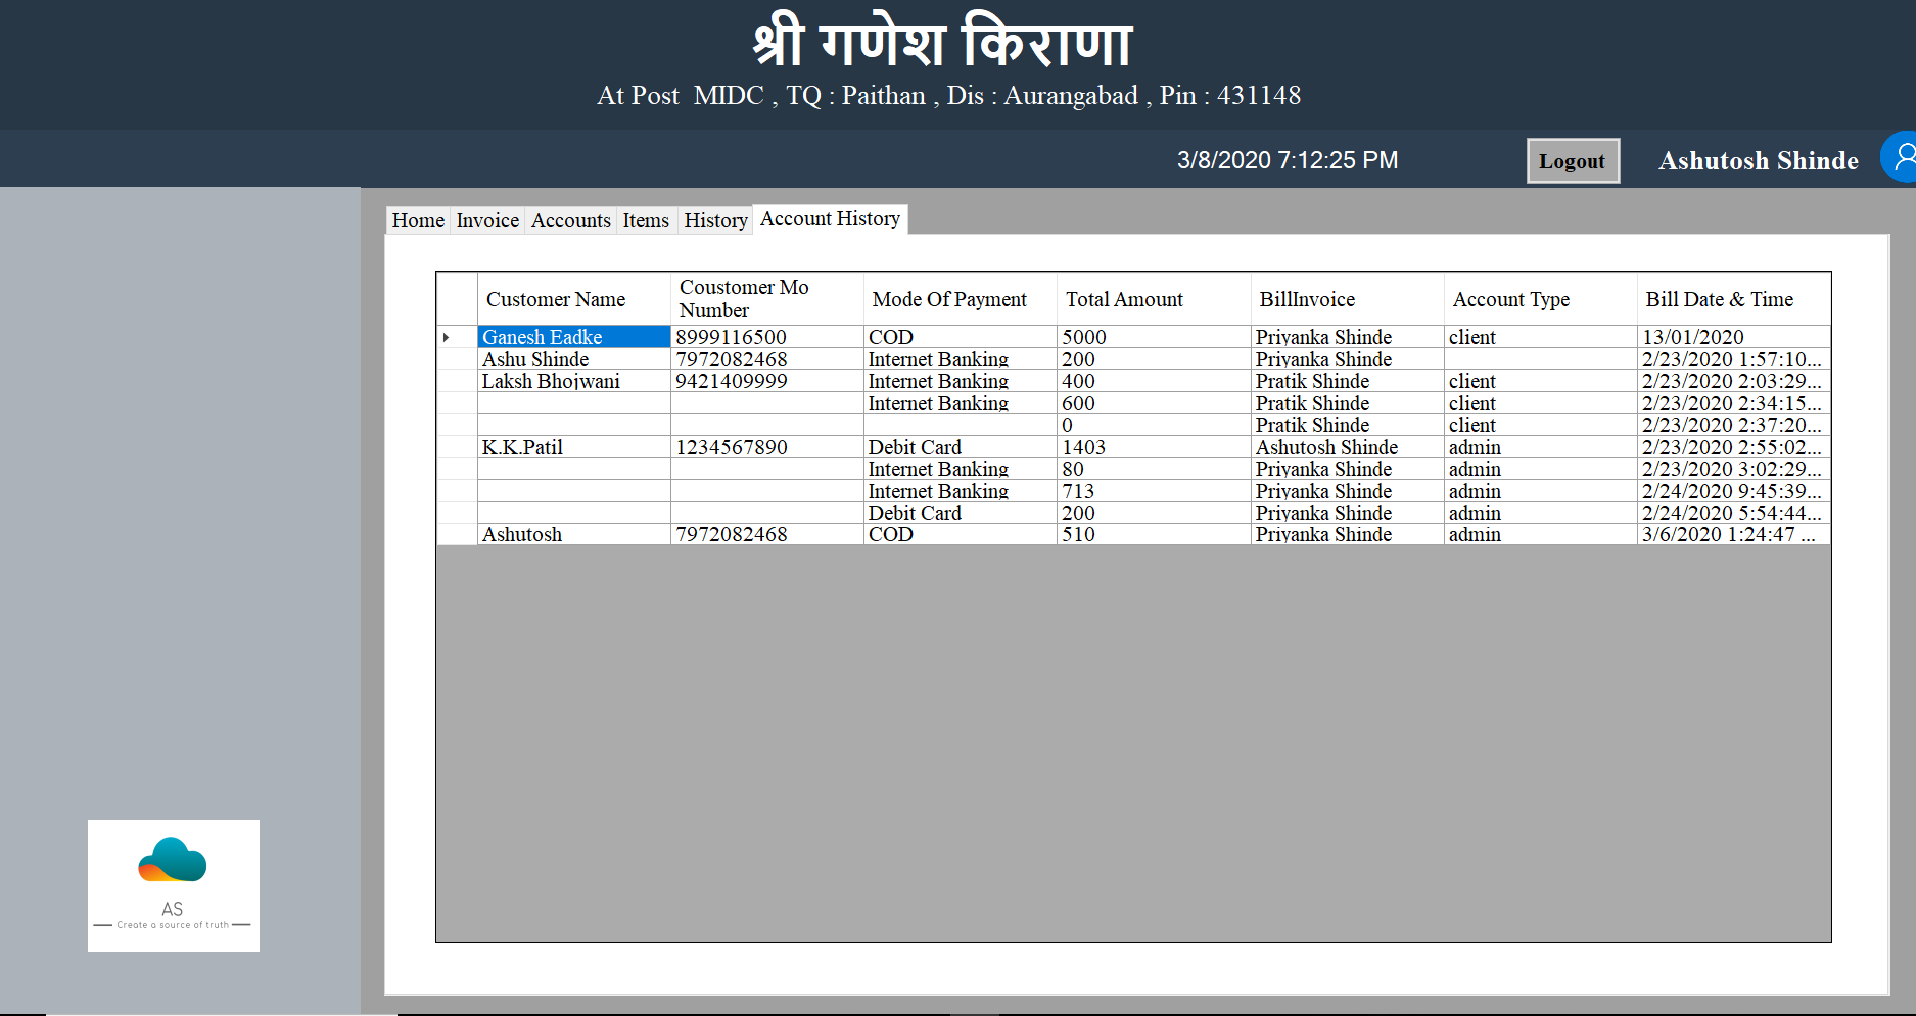 श्री गणेश किराणा
At Post MIDC , TQ : Paithan , Dis : Aurangabad , Pin : 431148
3/8/2020 7:12:25 PM Logout Ashutosh Shinde
Home Invoice Accounts Items History Account History
Customer Name Coustomer Mo Number Mode Of Payment Total Amount BillInvoice Account Type Bill Date & Time
Ganesh Eadke 8999116500 COD 5000 Priyanka Shinde client 13/01/2020
Ashu Shinde 7972082468 Internet Banking 200 Priyanka Shinde 2/23/2020 1:57:10...
Laksh Bhojwani 9421409999 Internet Banking 400 Pratik Shinde client 2/23/2020 2:03:29...
Internet Banking 600 Pratik Shinde client 2/23/2020 2:34:15...
0 Pratik Shinde client 2/23/2020 2:37:20...
K.K.Patil 1234567890 Debit Card 1403 Ashutosh Shinde admin 2/23/2020 2:55:02...
Internet Banking 80 Priyanka Shinde admin 2/23/2020 3:02:29...
Internet Banking 713 Priyanka Shinde admin 2/24/2020 9:45:39...
Debit Card 200 Priyanka Shinde admin 2/24/2020 5:54:44...
Ashutosh 7972082468 COD 510 Priyanka Shinde admin 3/6/2020 1:24:47 ...
AS
Create a source of truth